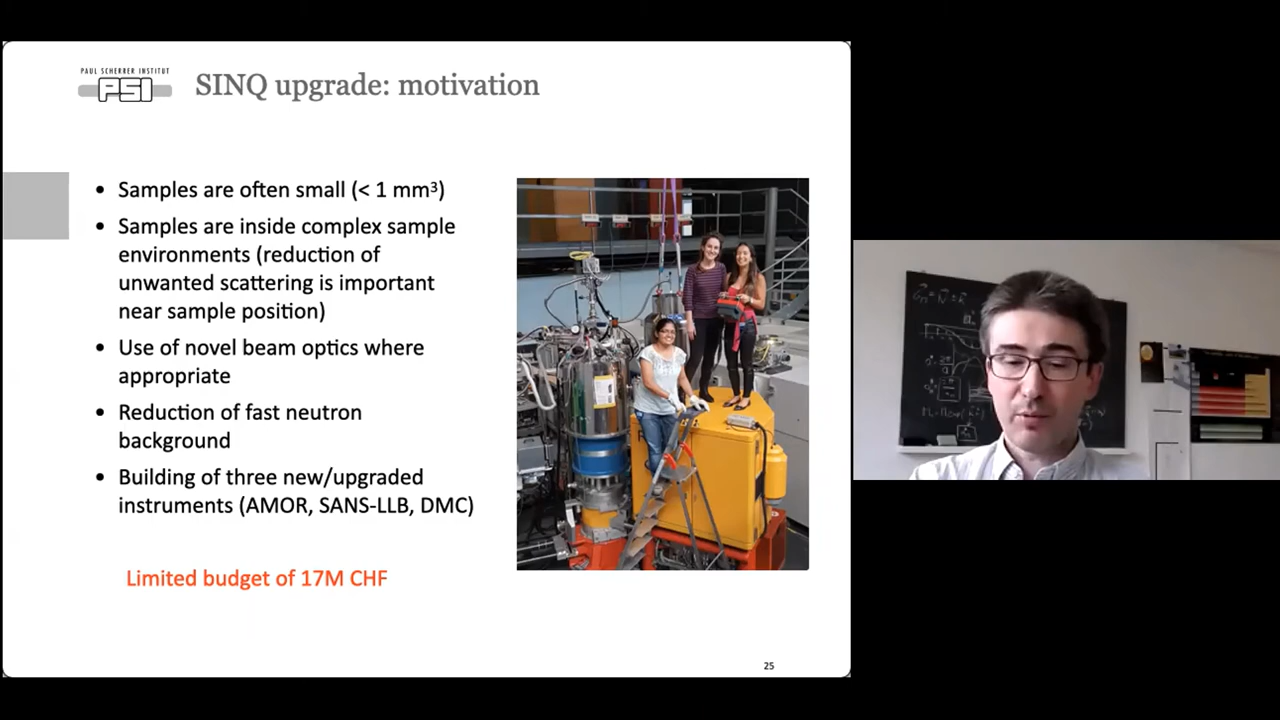 PAUL SCHERRER INSTITUT
PSI
SINQ upgrade: motivation
• Samples are often small (< 1 mm³)
• Samples are inside complex sample
environments (reduction of
unwanted scattering is important
near sample position)
• Use of novel beam optics where
appropriate
• Reduction of fast neutron
background
• Building of three new/upgraded
instruments (AMOR, SANS-LLB, DMC)
Limited budget of 17M CHF
25